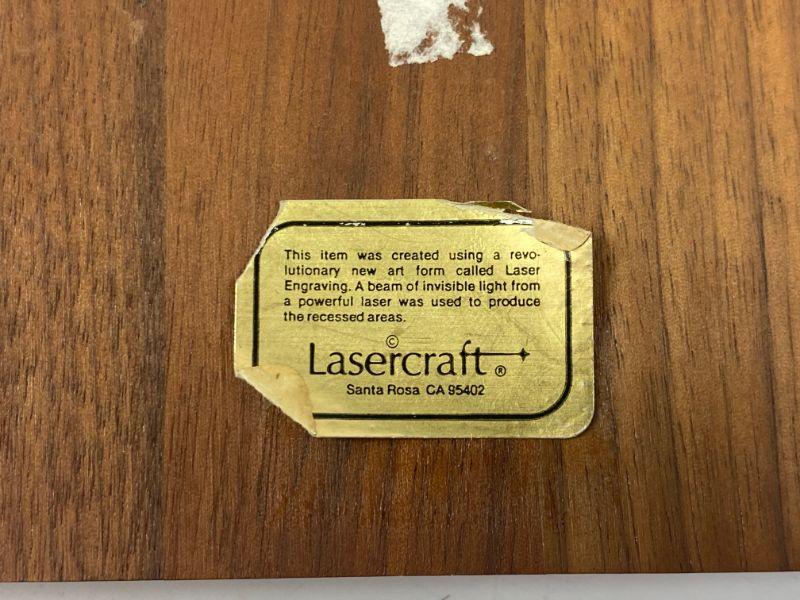 This item was created using a revo-
lutionary new art form called Laser
Engraving. A beam of invisible light from
a powerful laser was used to produce
the recessed areas.
©
Lasercraft ®
Santa Rosa CA 95402